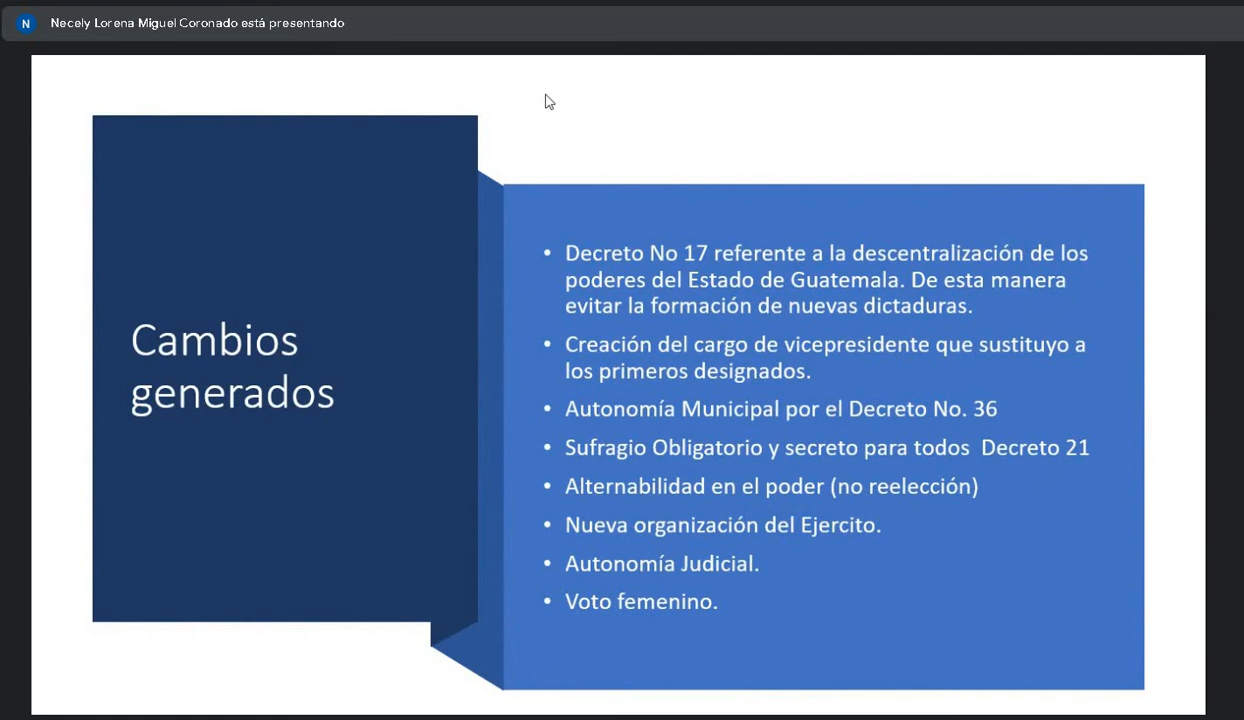 N
Necely Lorena Miguel Coronado está presentando
Cambios
generados
• Decreto No 17 referente a la descentralización de los
poderes del Estado de Guatemala. De esta manera
evitar la formación de nuevas dictaduras.
• Creación del cargo de vicepresidente que sustituyo a
los primeros designados.
• Autonomía Municipal por el Decreto No. 36
• Sufragio Obligatorio y secreto para todos  Decreto 21
• Alternabilidad en el poder (no reelección)
• Nueva organización del Ejercito.
• Autonomía Judicial.
• Voto femenino.